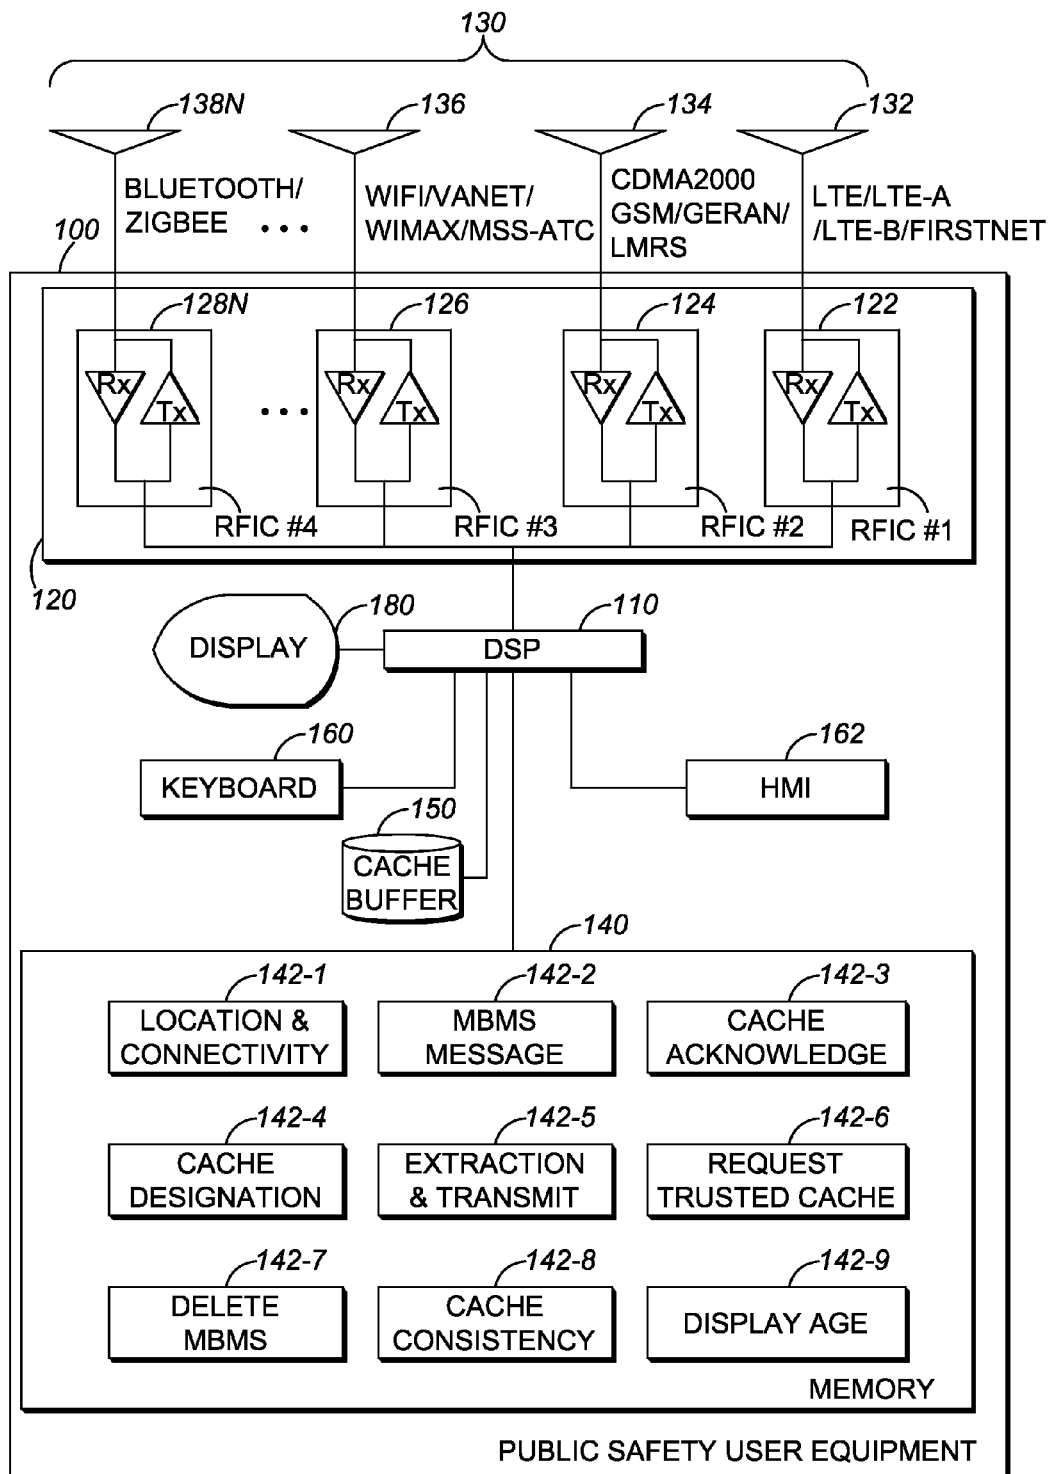 130
138N
136
134
132
BLUETOOTH/
ZIGBEE
...
WIFI/VANET/
WIMAX/MSS-ATC
CDMA2000
GSM/GERAN/
LMRS
LTE/LTE-A
/LTE-B/FIRSTNET
100
128N
126
124
122
Rx
Tx
...
Rx
Tx
Rx
Tx
Rx
Tx
RFIC #4
RFIC #3
RFIC #2
RFIC #1
120
180
110
DISPLAY
DSP
160
162
KEYBOARD
HMI
150
CACHE
BUFFER
140
142-1
142-2
142-3
LOCATION &
CONNECTIVITY
MBMS
MESSAGE
CACHE
ACKNOWLEDGE
142-4
142-5
142-6
CACHE
DESIGNATION
EXTRACTION
& TRANSMIT
REQUEST
TRUSTED CACHE
142-7
142-8
142-9
DELETE
MBMS
CACHE
CONSISTENCY
DISPLAY AGE
MEMORY
PUBLIC SAFETY USER EQUIPMENT